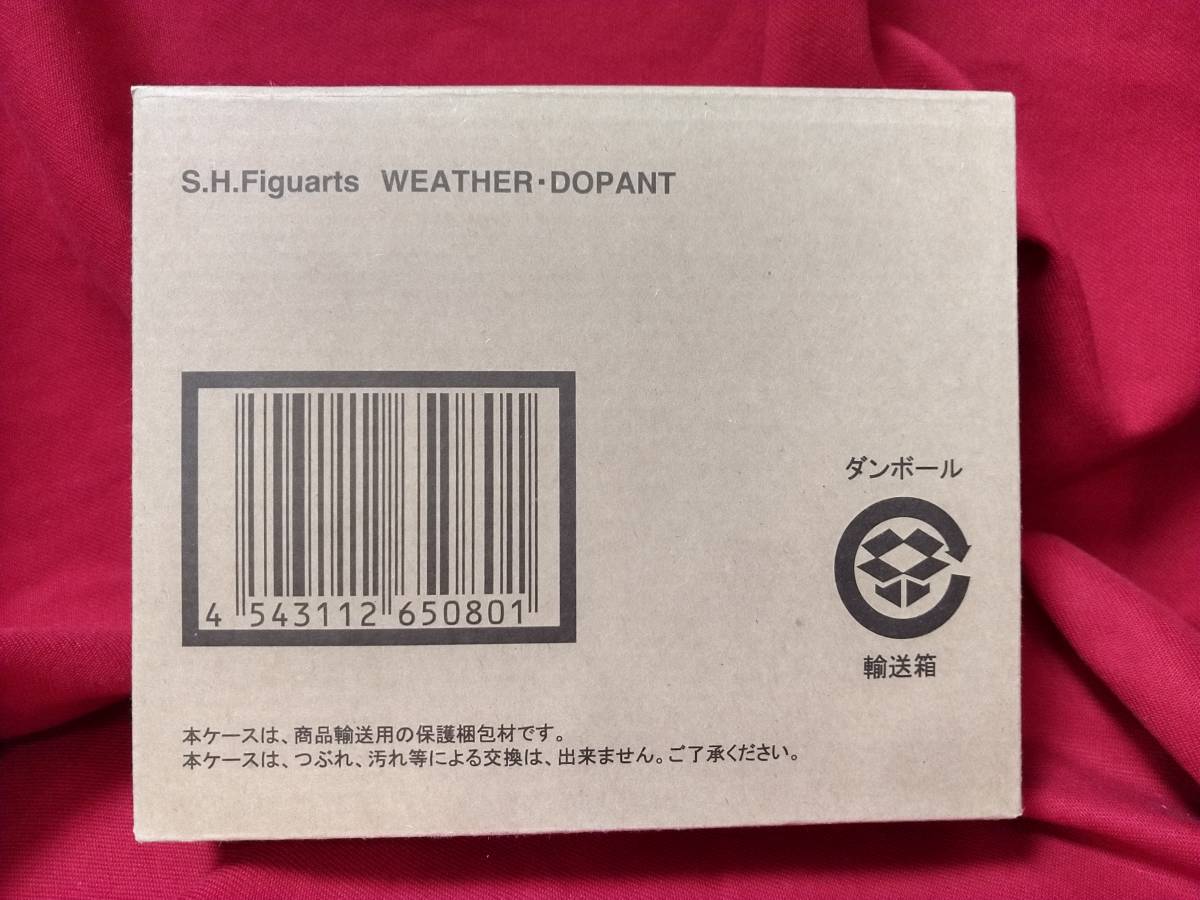 S.H.Figuarts WEATHER・DOPANT
4 543112 650801
ダンボール
輸送箱
本ケースは、商品輸送用の保護梱包材です。
本ケースは、つぶれ、汚れ等による交換は、出来ません。ご了承ください。